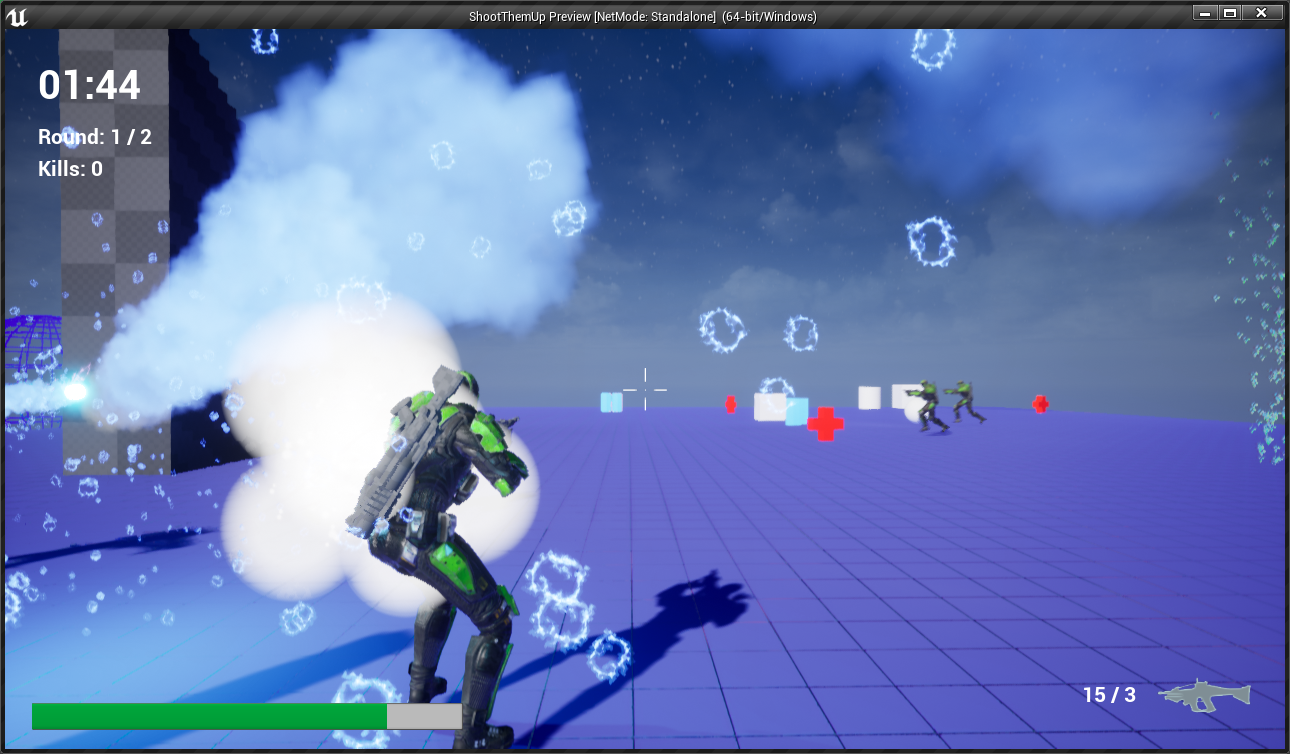 ShootThemUp Preview [NetMode: Standalone] (64-bit/Windows)
01:44
Round: 1 / 2
Kills: 0
15 / 3